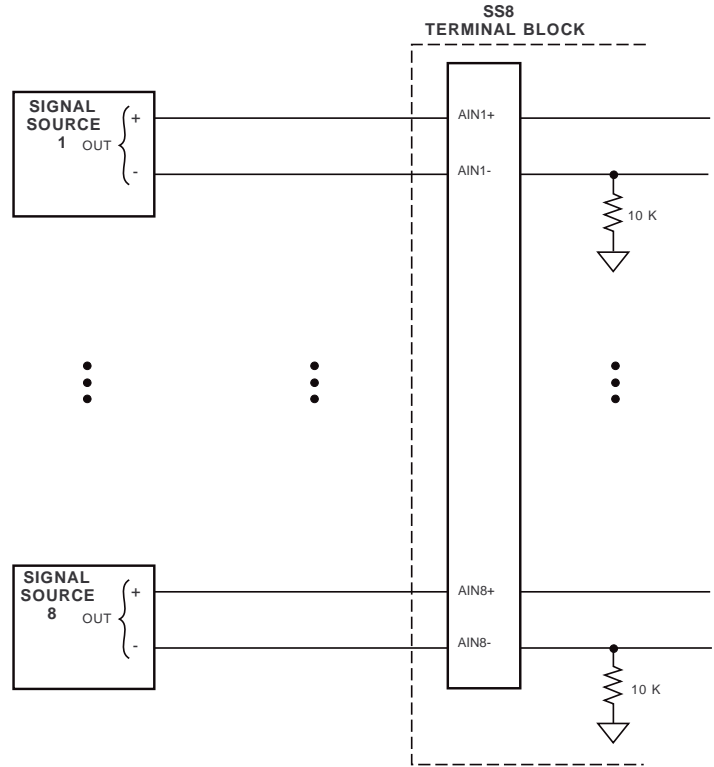 SS8
TERMINAL BLOCK
SIGNAL
SOURCE
1 OUT
+
-
AIN1+
AIN1-
10 K
SIGNAL
SOURCE
8 OUT
+
-
AIN8+
AIN8-
10 K